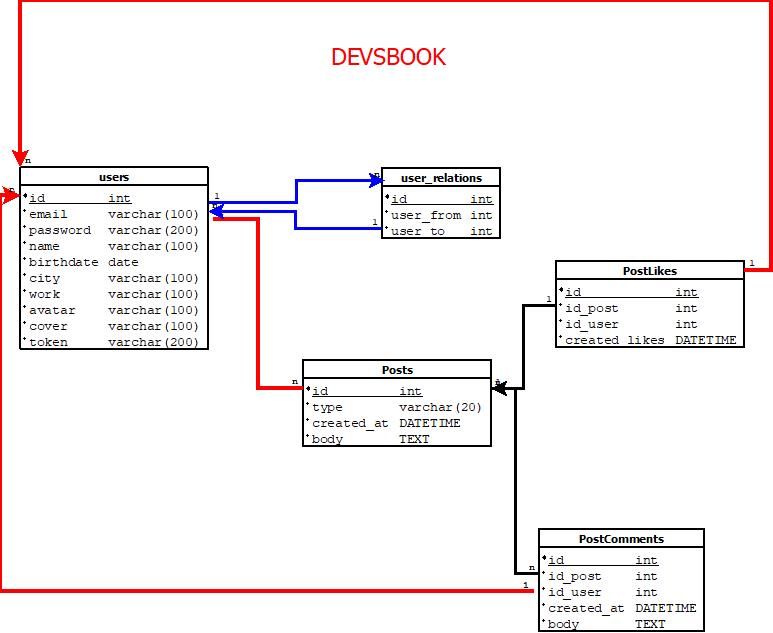 DEVSBOOK
n
n
users
id int
email varchar(100)
password varchar(200)
name varchar(100)
birthdate date
city varchar(100)
work varchar(100)
avatar varchar(100)
cover varchar(100)
token varchar(200)
1
n
n
1
user_relations
id int
user_from int
user_to int
1
PostLikes
id int
id_post int
id_user int
created_likes DATETIME
1
n
Posts
id int
type varchar(20)
created_at DATETIME
body TEXT
n
1
PostComments
id int
id_post int
id_user int
created_at DATETIME
body TEXT